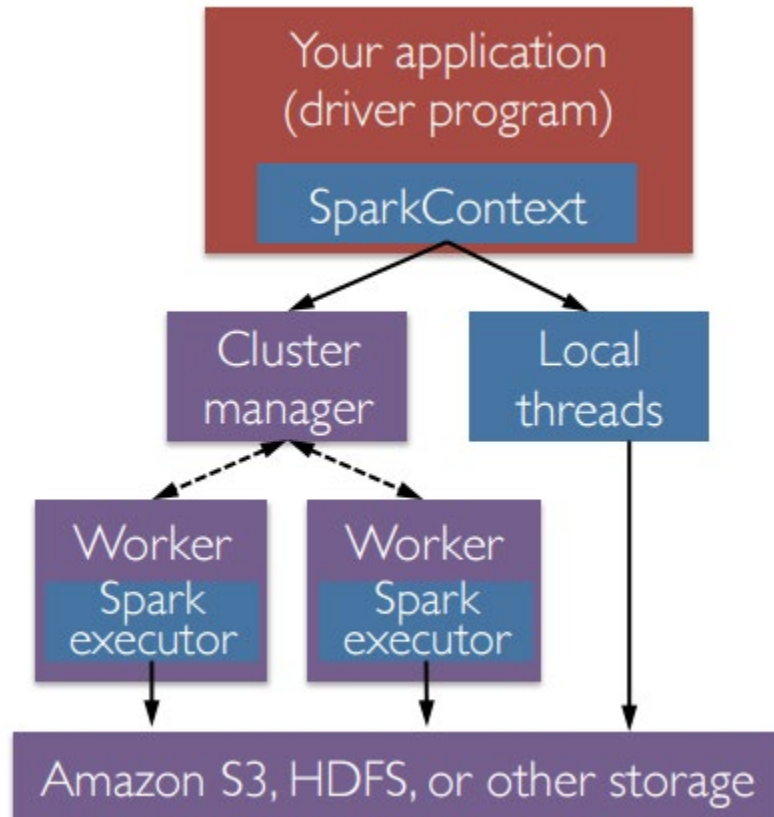 Your application
(driver program)
SparkContext
Cluster
manager
Local
threads
Worker
Spark
executor
Worker
Spark
executor
Amazon S3, HDFS, or other storage